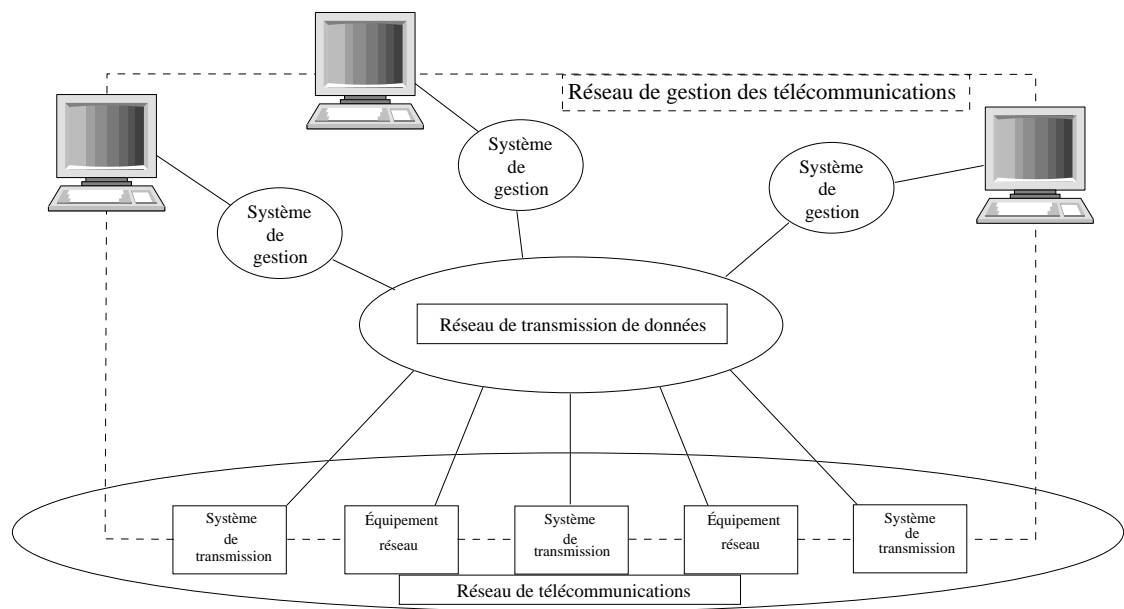 Réseau de gestion des télécommunications
Système
de
gestion
Système
de
gestion
Système
de
gestion
Réseau de transmission de données
Système
de
transmission
Équipement
réseau
Système
de
transmission
Équipement
réseau
Système
de
transmission
Réseau de télécommunications